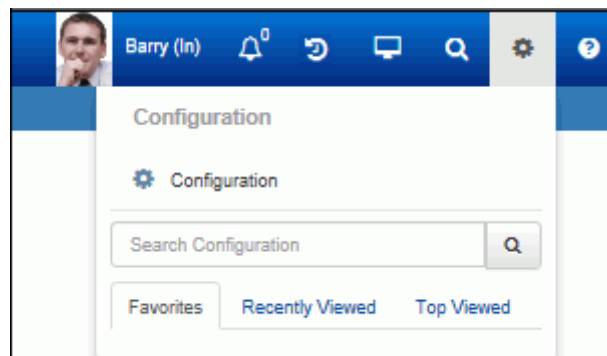 Barry (In) 0
Configuration
Configuration
Search Configuration
Favorites Recently Viewed Top Viewed